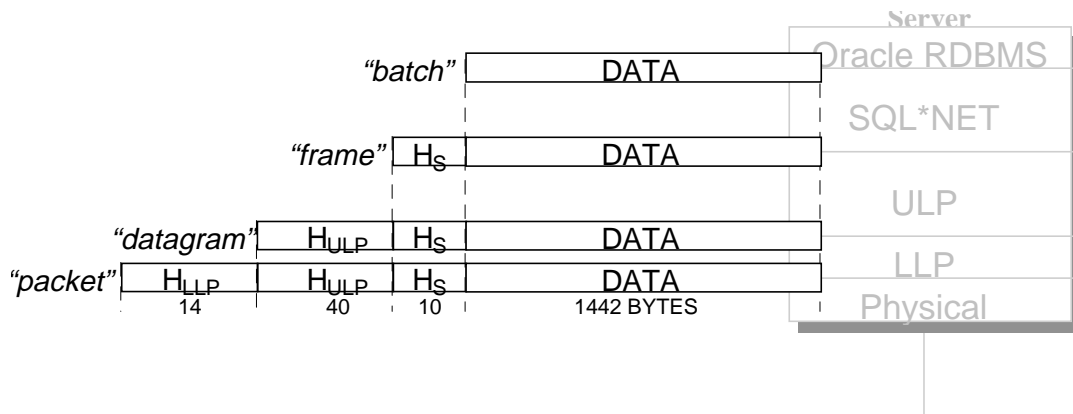 Server
Oracle RDBMS
“batch” DATA
SQL*NET
“frame” HS DATA
ULP
“datagram” HULP HS DATA
LLP
“packet” HLLP HULP HS DATA
14 40 10 1442 BYTES
Physical